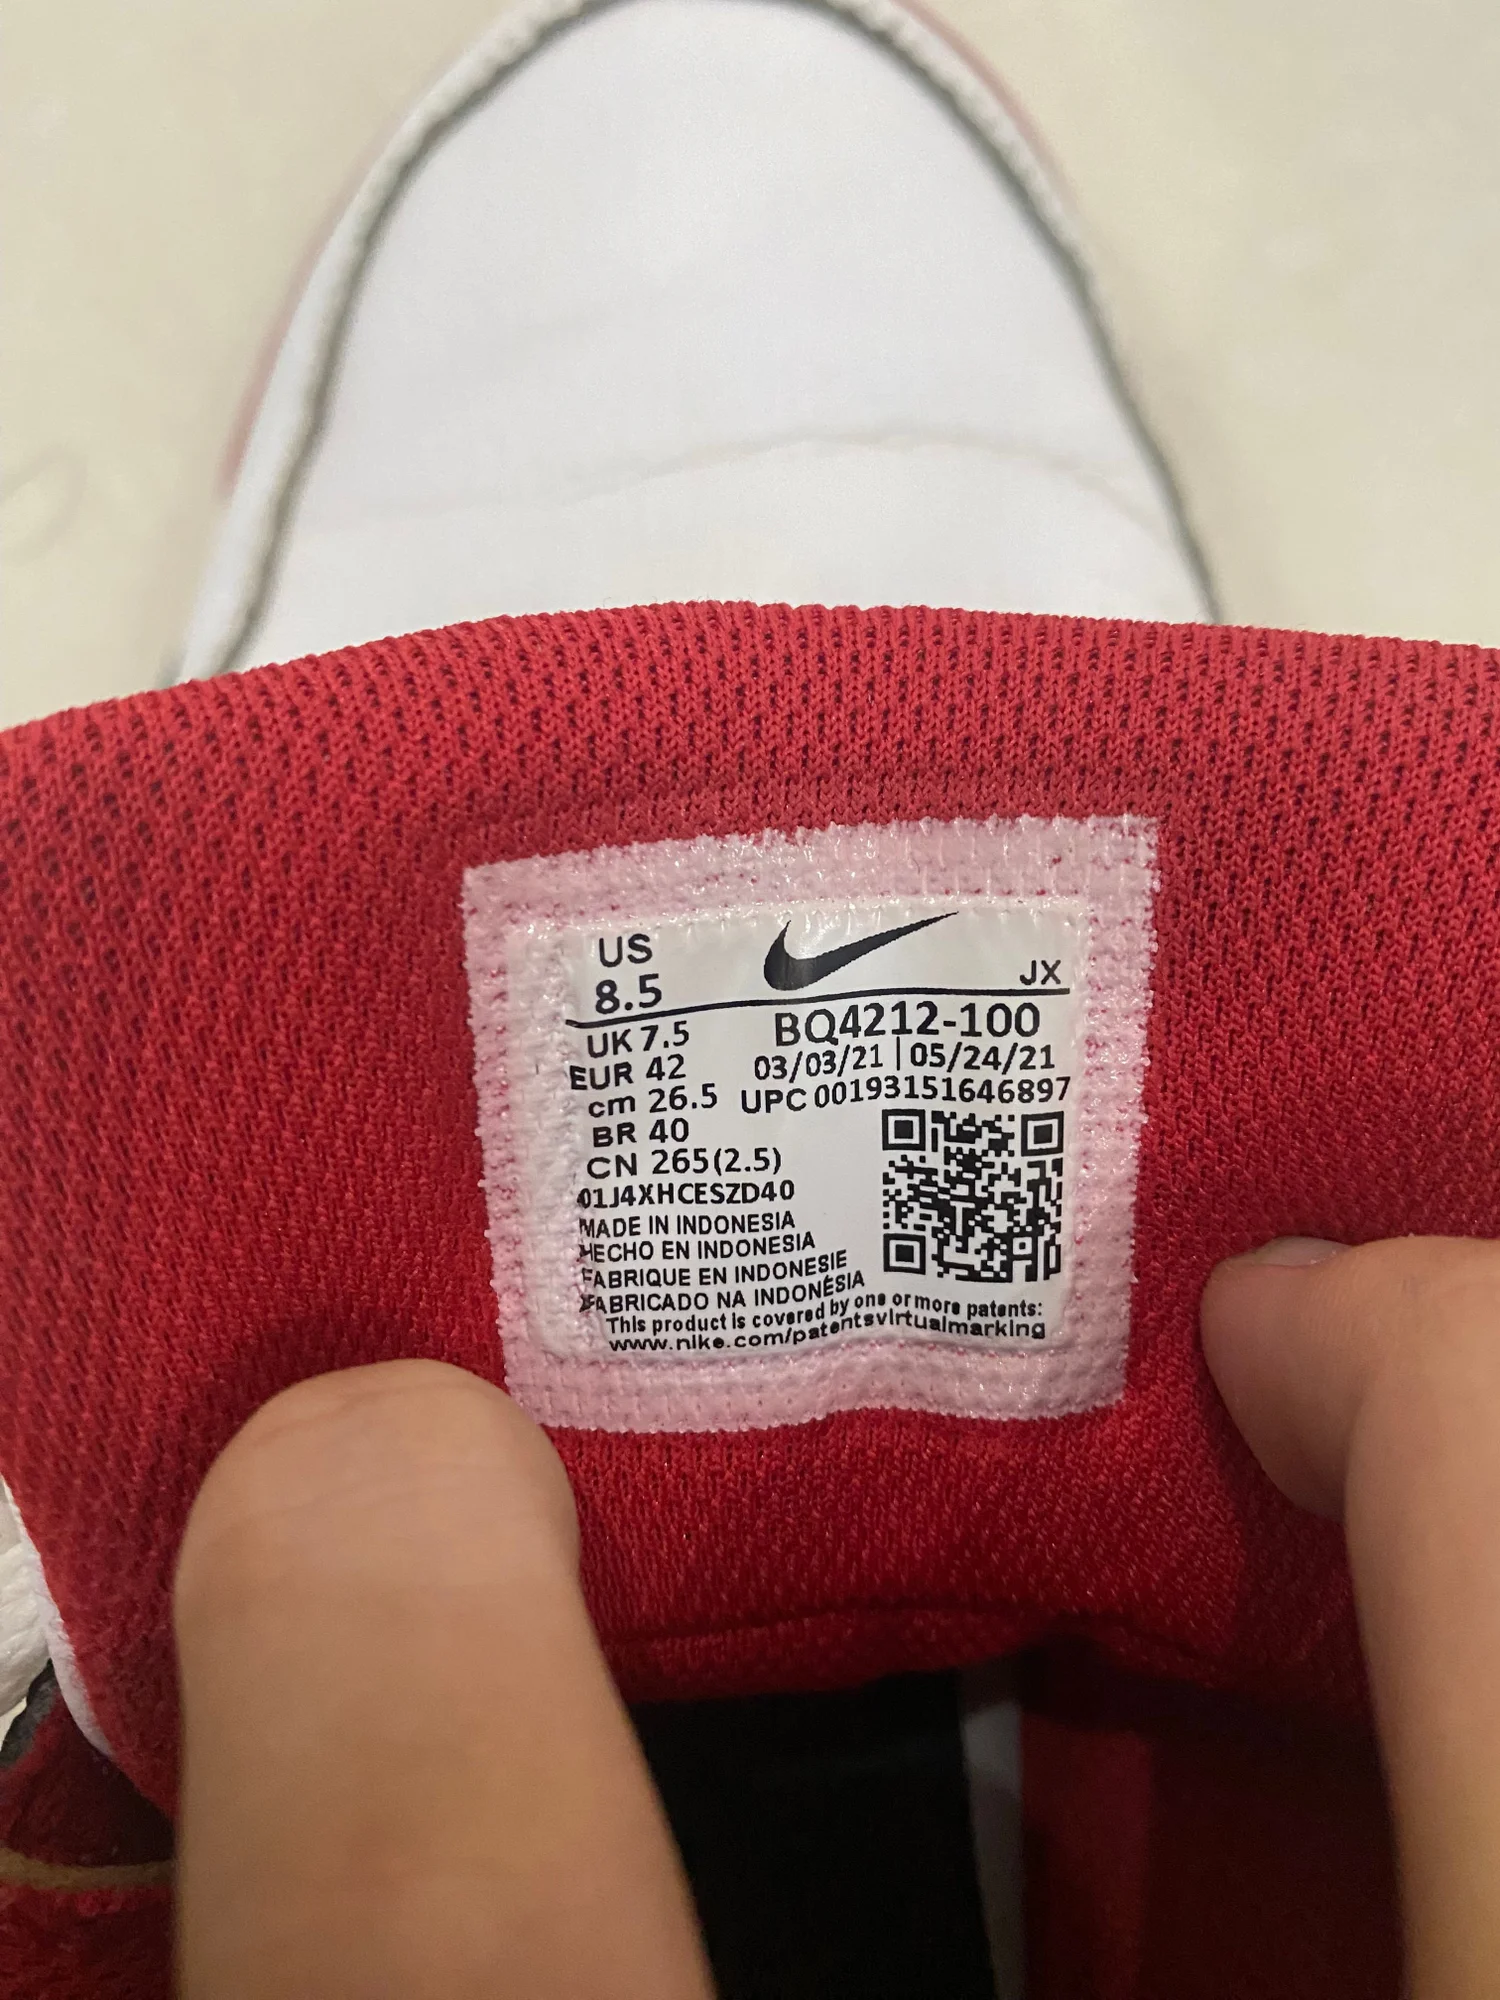 US
8.5
JX
UK 7.5
BQ4212-100
EUR 42
03/03/21 | 05/24/21
cm 26.5
UPC 00193151646897
BR 40
CN 265(2.5)
01J4XHCESZD40
MADE IN INDONESIA
HECHO EN INDONESIA
FABRIQUE EN INDONESIE
FABRICADO NA INDONÉSIA
This product is covered by one or more patents:
www.nike.com/patentsvirtualmarking